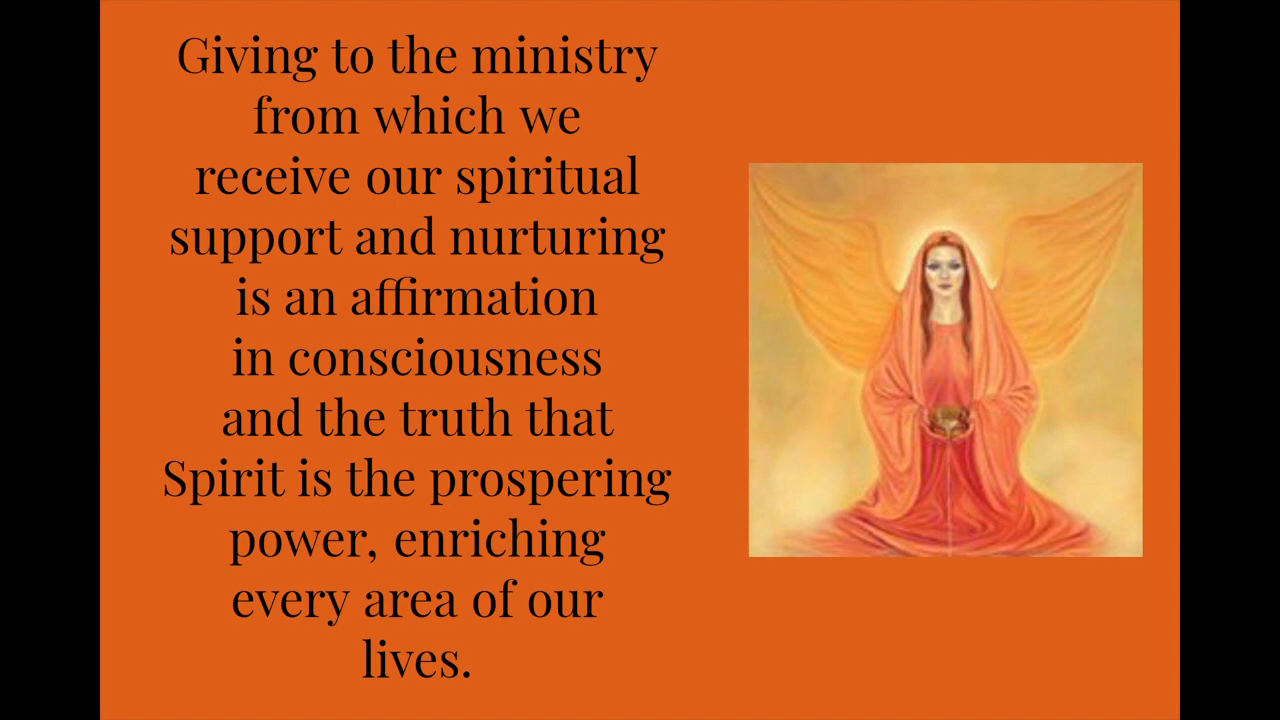 Giving to the ministry
from which we
receive our spiritual
support and nurturing
is an affirmation
in consciousness
and the truth that
Spirit is the prospering
power, enriching
every area of our
lives.